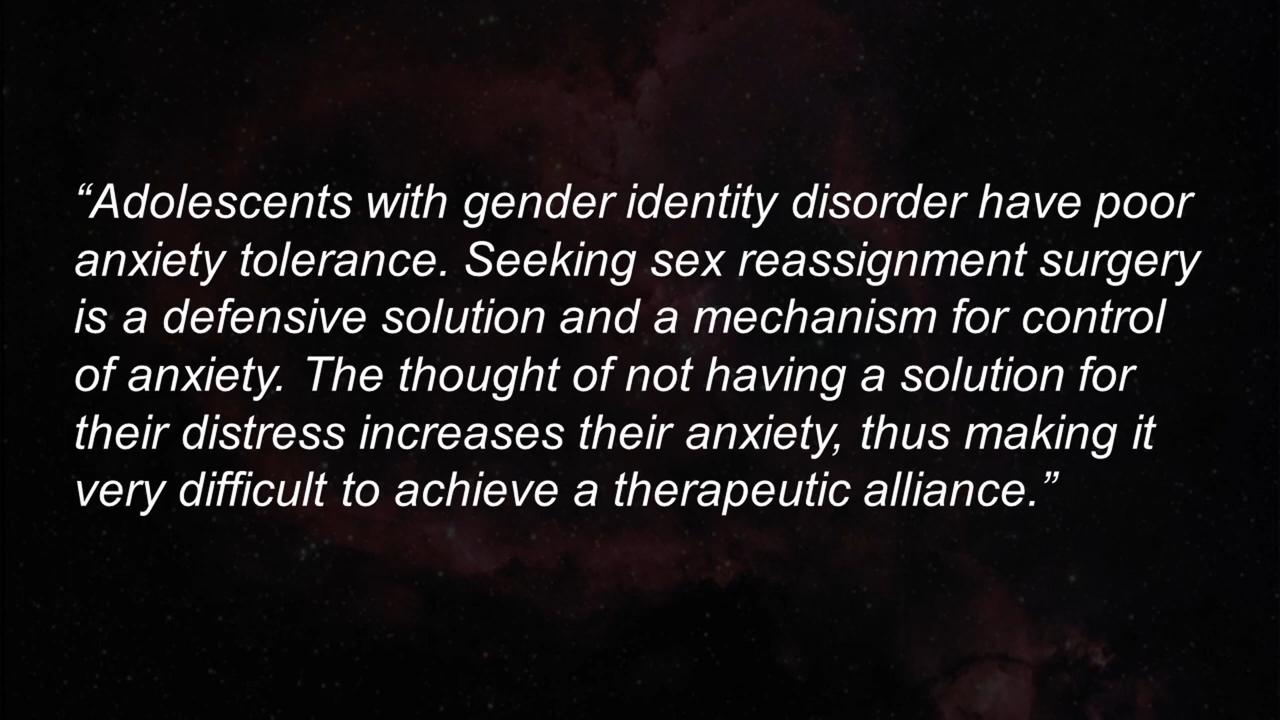 “Adolescents with gender identity disorder have poor
anxiety tolerance. Seeking sex reassignment surgery
is a defensive solution and a mechanism for control
of anxiety. The thought of not having a solution for
their distress increases their anxiety, thus making it
very difficult to achieve a therapeutic alliance.”